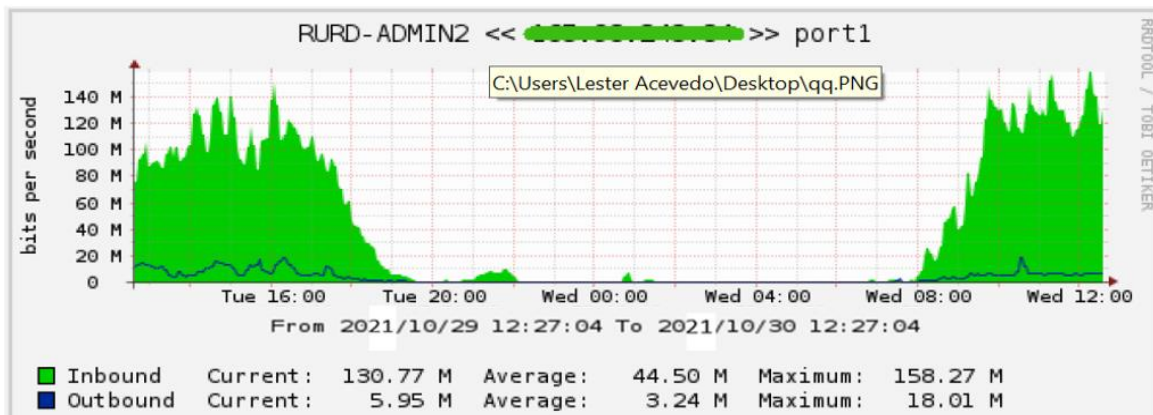 RURD-ADMIN2 << >> port1
C:\Users\Lester Acevedo\Desktop\qq.PNG
RRDTOOL / TOBI OETIKER
bits per second
140 M
120 M
100 M
80 M
60 M
40 M
20 M
0
Tue 16:00 Tue 20:00 Wed 00:00 Wed 04:00 Wed 08:00 Wed 12:00
From 2021/10/29 12:27:04 To 2021/10/30 12:27:04
Inbound Current: 130.77 M Average: 44.50 M Maximum: 158.27 M
Outbound Current: 5.95 M Average: 3.24 M Maximum: 18.01 M